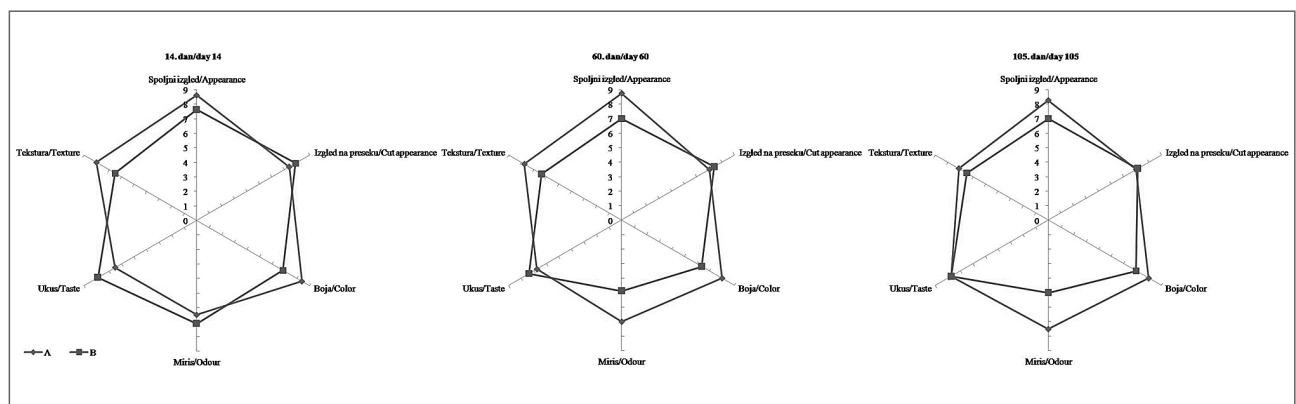 14. dan/day 14
Spoljni izgled/Appearance
9
8
7
6
5
4
3
2
1
0
Tekstura/Texture
Izgled na preseku/Cut appearance
Ukus/Taste
Boja/Color
Miris/Odour
A
B
60. dan/day 60
Spoljni izgled/Appearance
9
8
7
6
5
4
3
2
1
0
Tekstura/Texture
Izgled na preseku/Cut appearance
Ukus/Taste
Boja/Color
Miris/Odour
105. dan/day 105
Spoljni izgled/Appearance
9
8
7
6
5
4
3
2
1
0
Tekstura/Texture
Izgled na preseku/Cut appearance
Ukus/Taste
Boja/Color
Miris/Odour